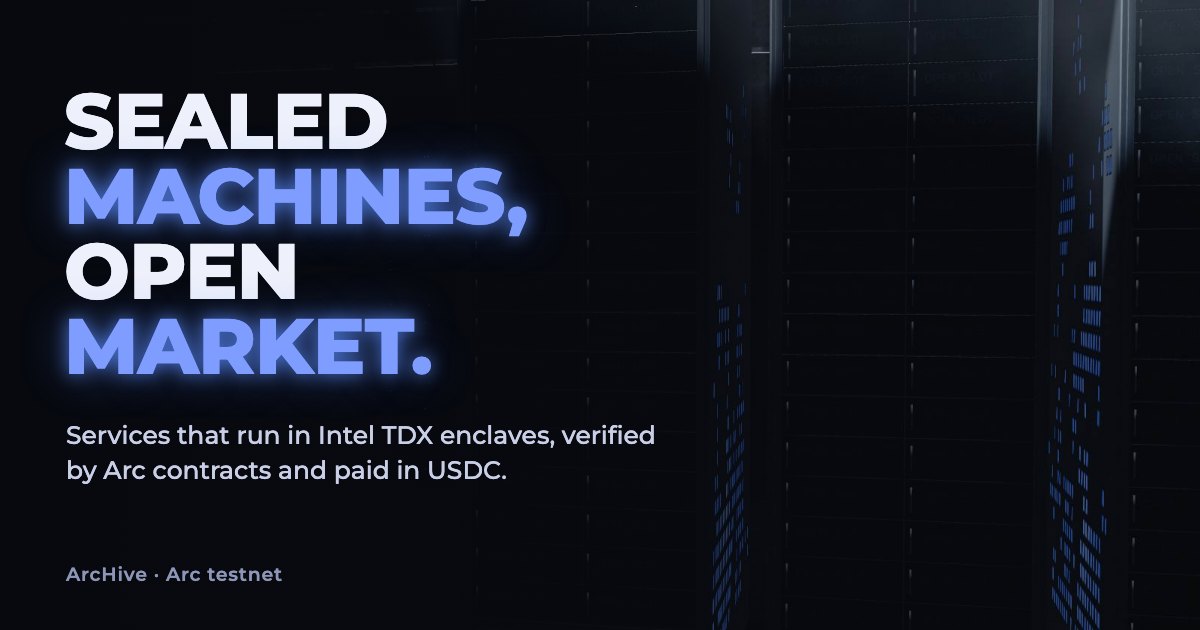 SEALED
MACHINES,
OPEN
MARKET.
Services that run in Intel TDX enclaves, verified
by Arc contracts and paid in USDC.
ArcHive · Arc testnet